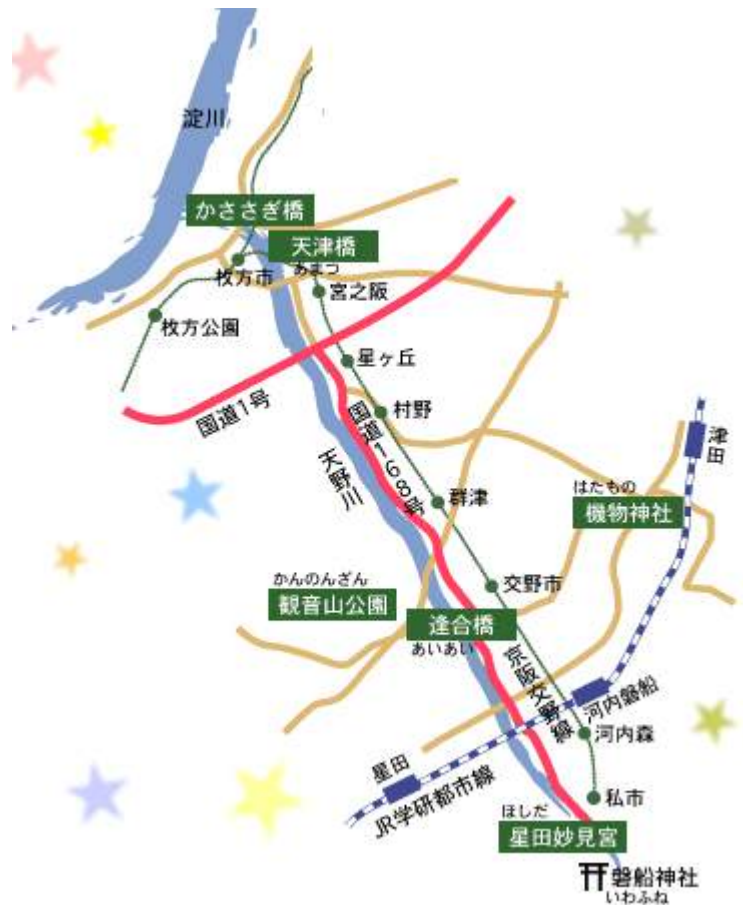 淀川
かささぎ橋
天津橋
あまつ
枚方市
宮之阪
枚方公園
星ヶ丘
国道1号
村野
国道168号
天野川
津田
群津
はたもの
機物神社
かんのんざん
観音山公園
交野市
逢合橋
あいあい
京阪交野線
河内磐船
河内森
星田
JR学研都市線
私市
ほしだ
星田妙見宮
磐船神社
いわふね